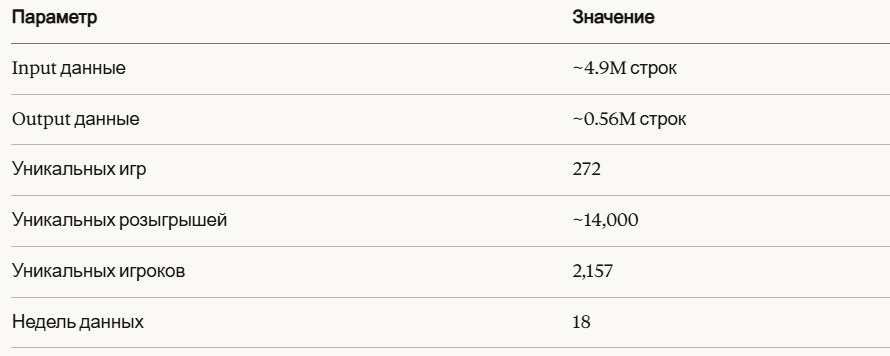 Параметр Значение
Input данные ~4.9M строк
Output данные ~0.56M строк
Уникальных игр 272
Уникальных розыгрышей ~14,000
Уникальных игроков 2,157
Недель данных 18